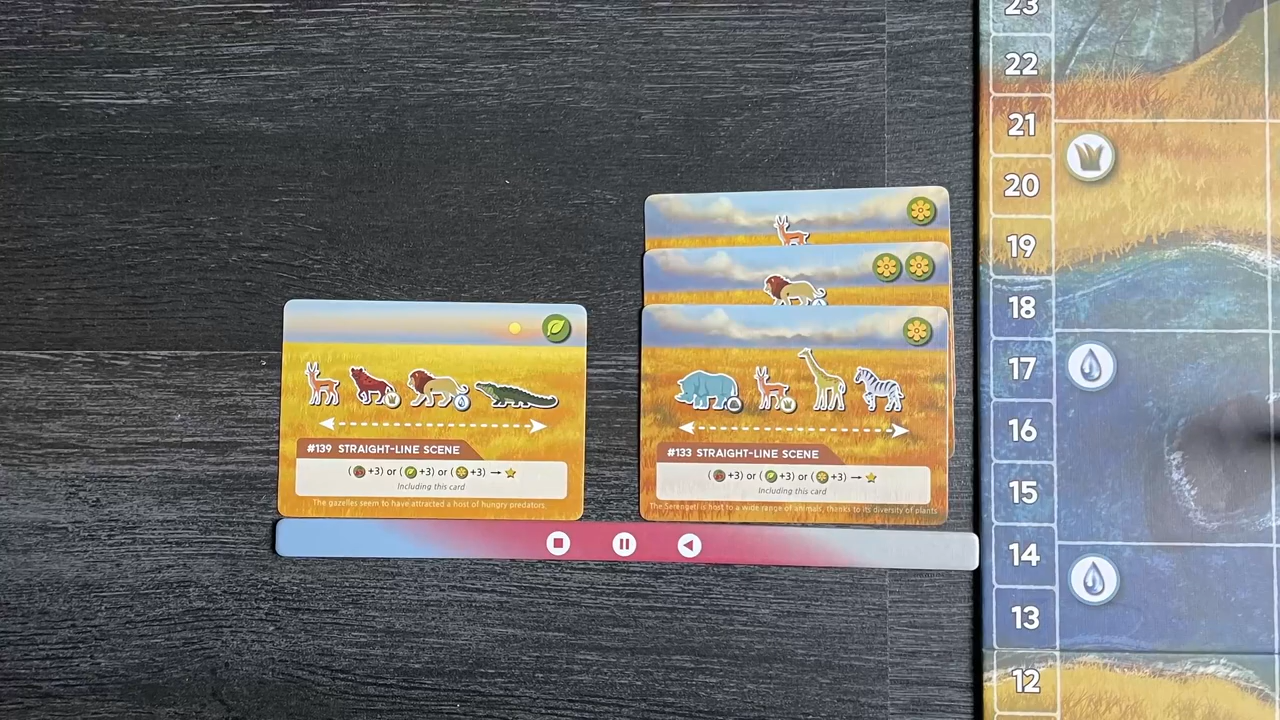 #139 STRAIGHT-LINE SCENE
( +3) or ( +3) or ( +3) →
Including this card
The gazelles seem to have attracted a host of hungry predators.
#133 STRAIGHT-LINE SCENE
( +3) or ( +3) or ( +3) →
Including this card
The Serengeti is host to a wide range of animals, thanks to its diversity of plants
23
22
21
20
19
18
17
16
15
14
13
12